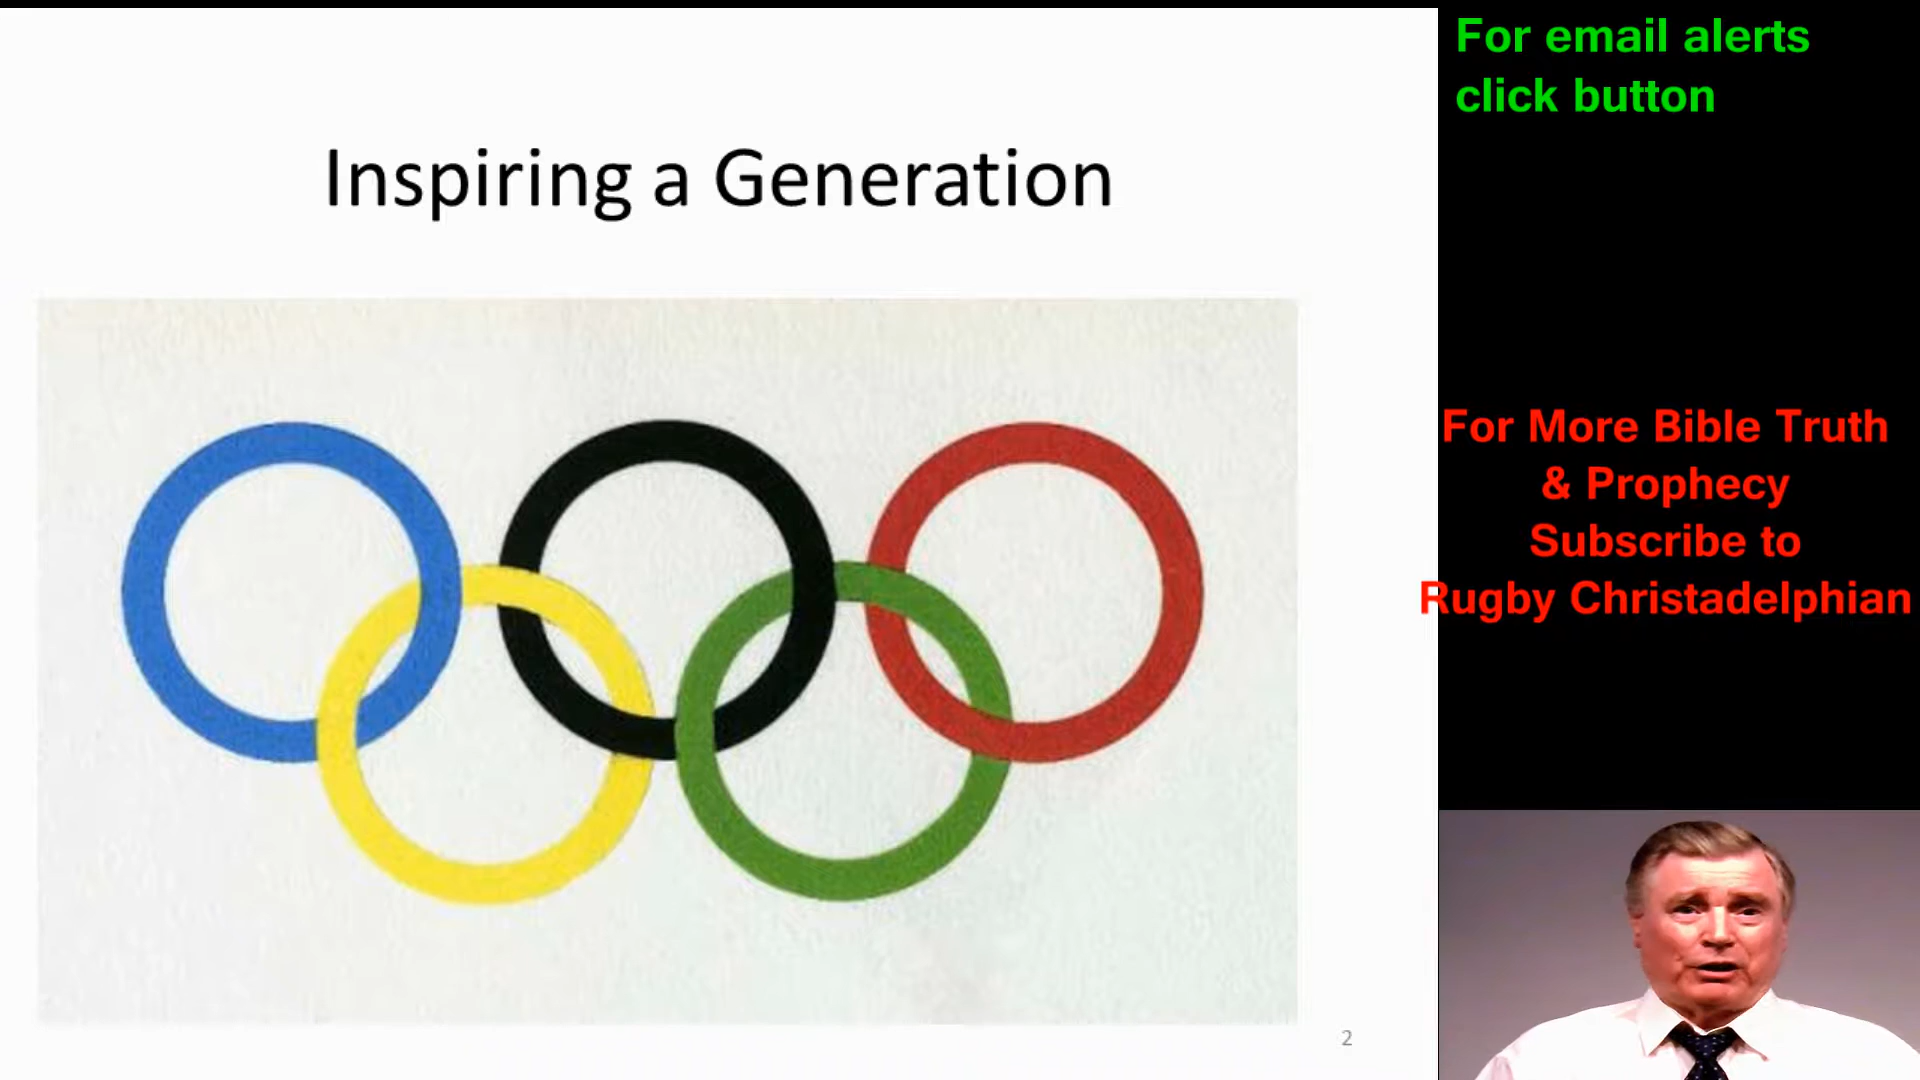 Inspiring a Generation
2
For email alerts
click button
For More Bible Truth
& Prophecy
Subscribe to
Rugby Christadelphian